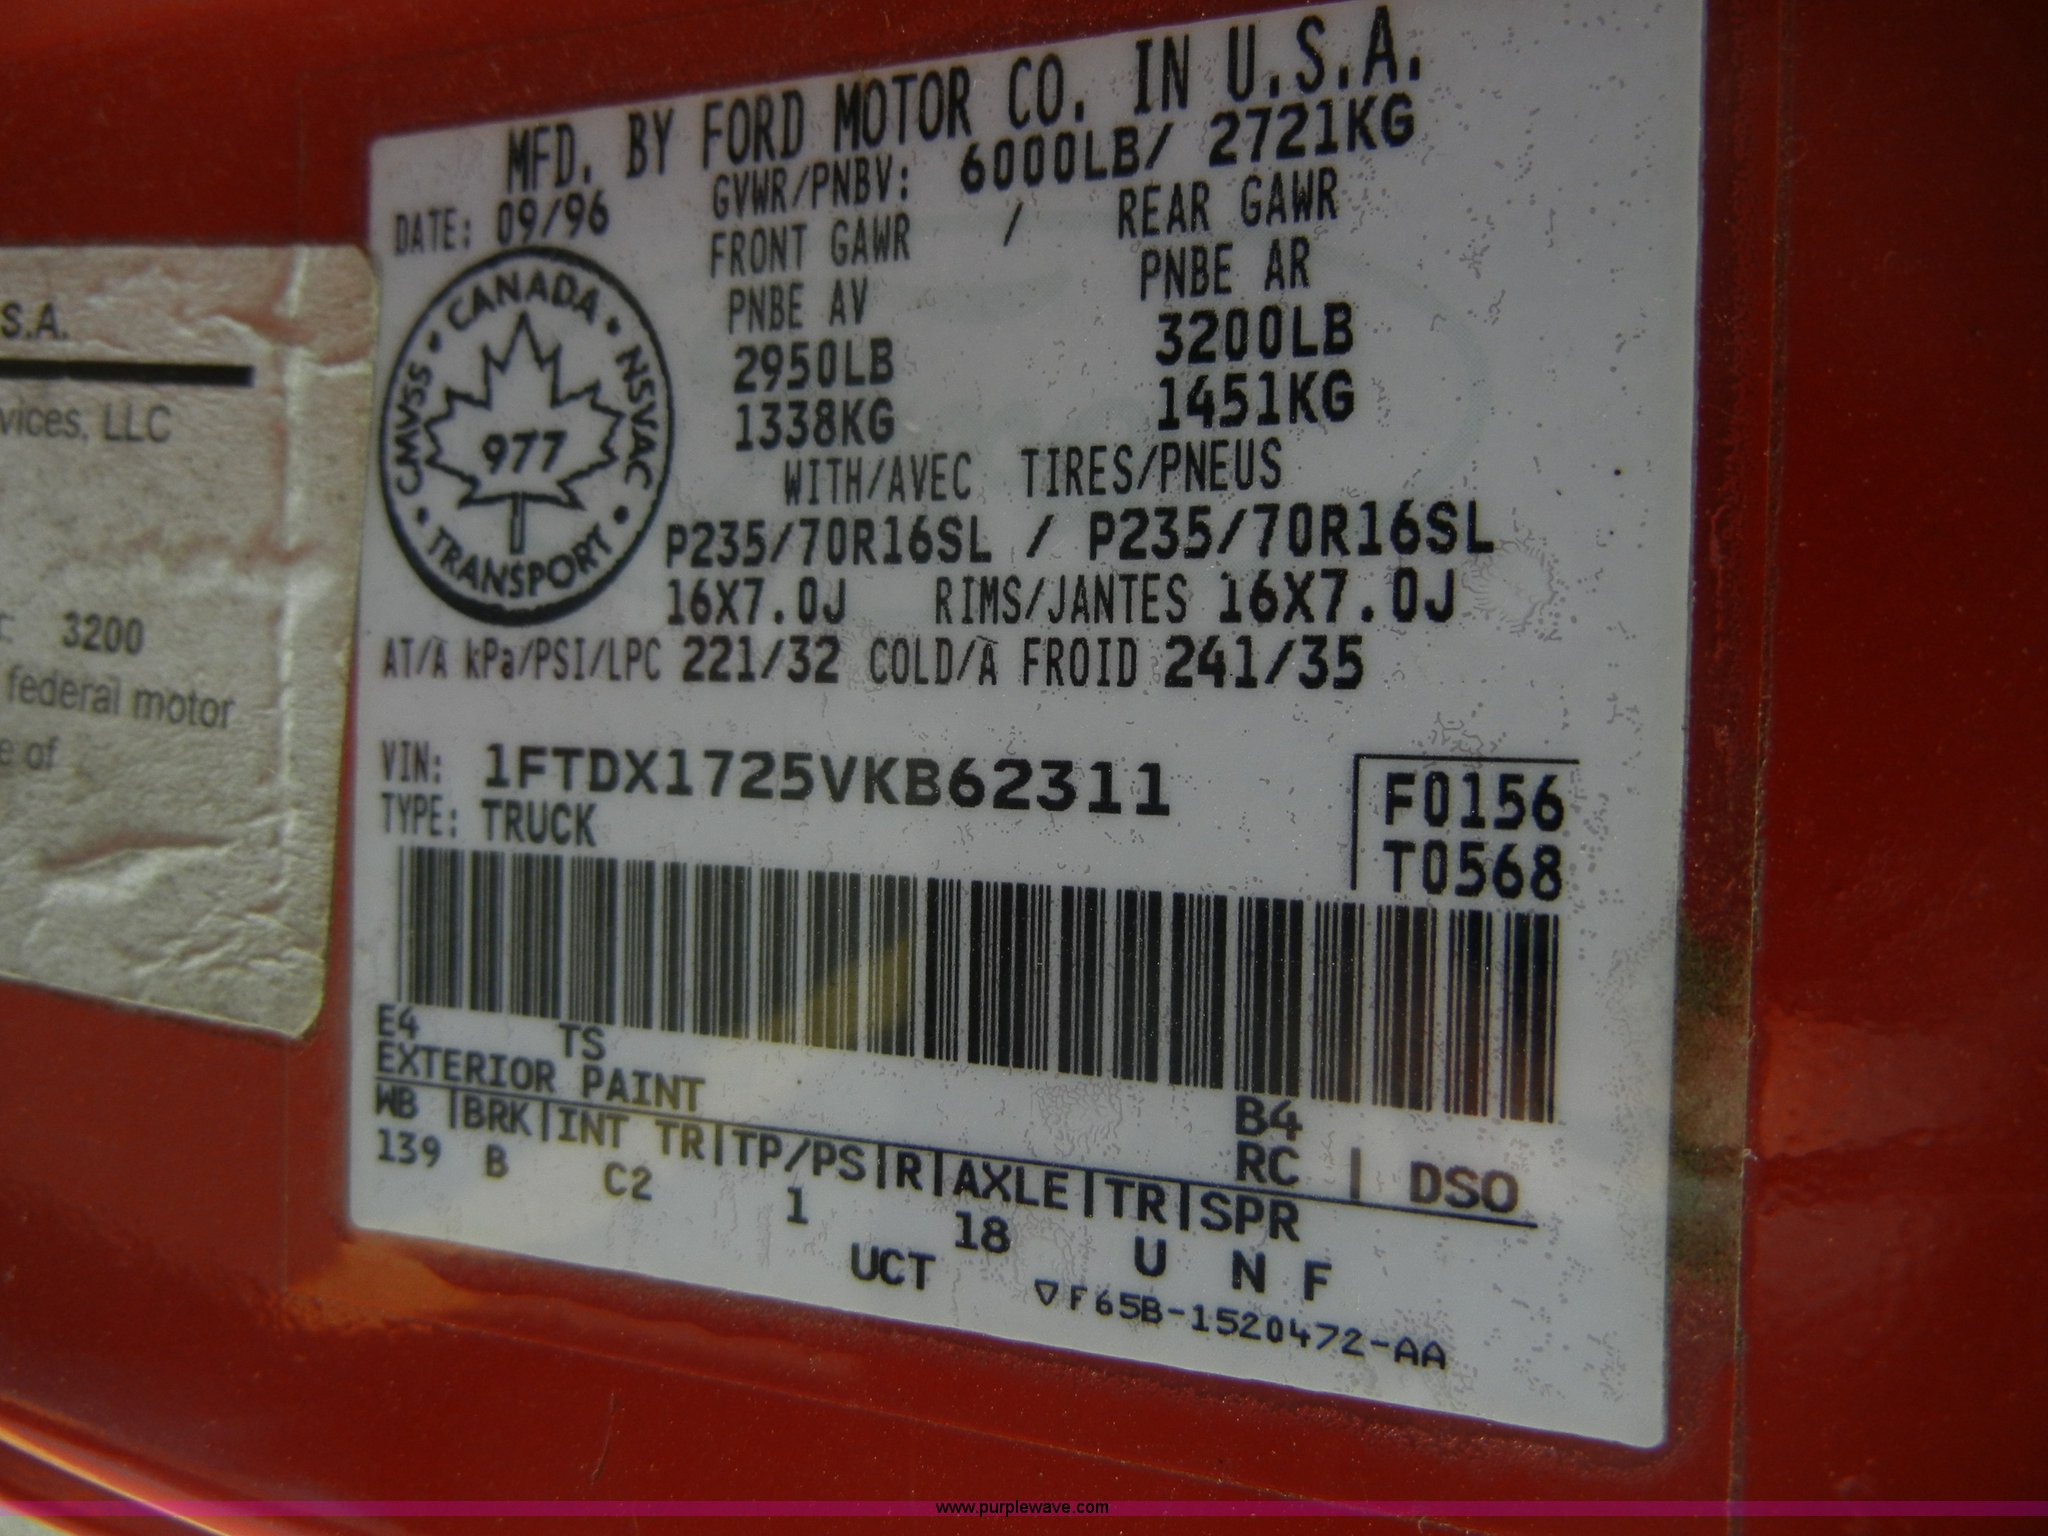 MFD. BY FORD MOTOR CO. IN U.S.A.
DATE: 09/96 GVWR/PNBV: 6000LB/ 2721KG
FRONT GAWR / REAR GAWR
PNBE AV PNBE AR
2950LB 3200LB
1338KG 1451KG
WITH/AVEC TIRES/PNEUS
P235/70R16SL / P235/70R16SL
16X7.0J RIMS/JANTES 16X7.0J
AT/A kPa/PSI/LPC 221/32 COLD/À FROID 241/35
CANADA • NSVAC • TRANSPORT • CMVSS •
977
VIN: 1FTDX1725VKB62311
TYPE: TRUCK
F0156
T0568
E4 TS B4
EXTERIOR PAINT RC | DSO
WB |BRK|INT TR|TP/PS|R|AXLE|TR|SPR
139 B C2 1 18 U N F
UCT
▽F65B-1520472-AA
S.A.
vices, LLC
3200
federal motor
e of
www.purplewave.com